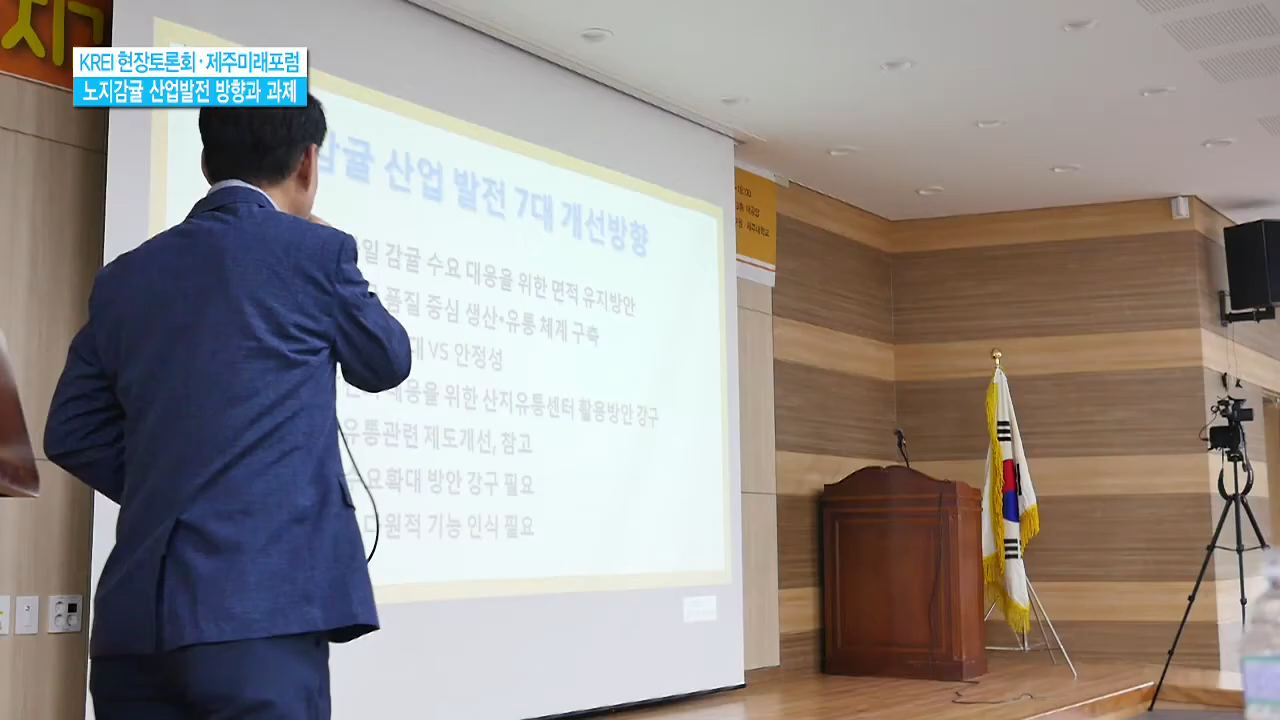 KREI 현장토론회·제주미래포럼
노지감귤 산업발전 방향과 과제
감귤 산업 발전 7대 개선방향
감귤 수요 대응을 위한 면적 유지방안
품질 중심 생산•유통 체계 구축
VS 안정성
대응을 위한 산지유통센터 활용방안 강구
유통관련 제도개선, 참고
수요확대 방안 강구 필요
다원적 기능 인식 필요